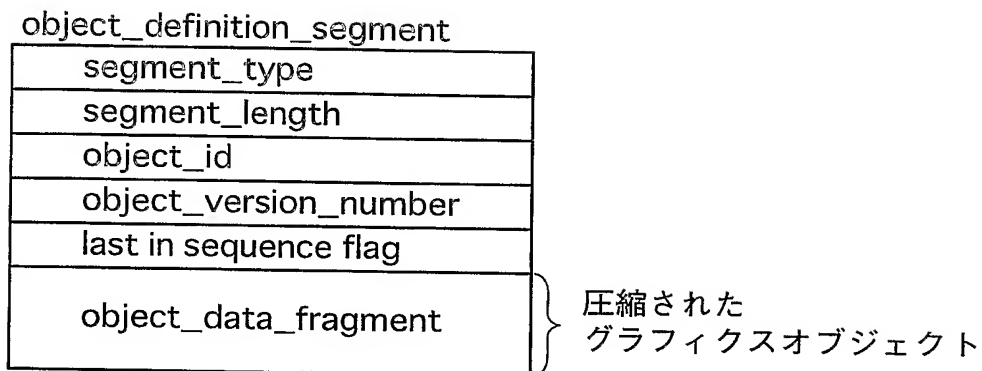 object_definition_segment
segment_type
segment_length
object_id
object_version_number
last in sequence flag
object_data_fragment
圧縮された
グラフィクスオブジェクト